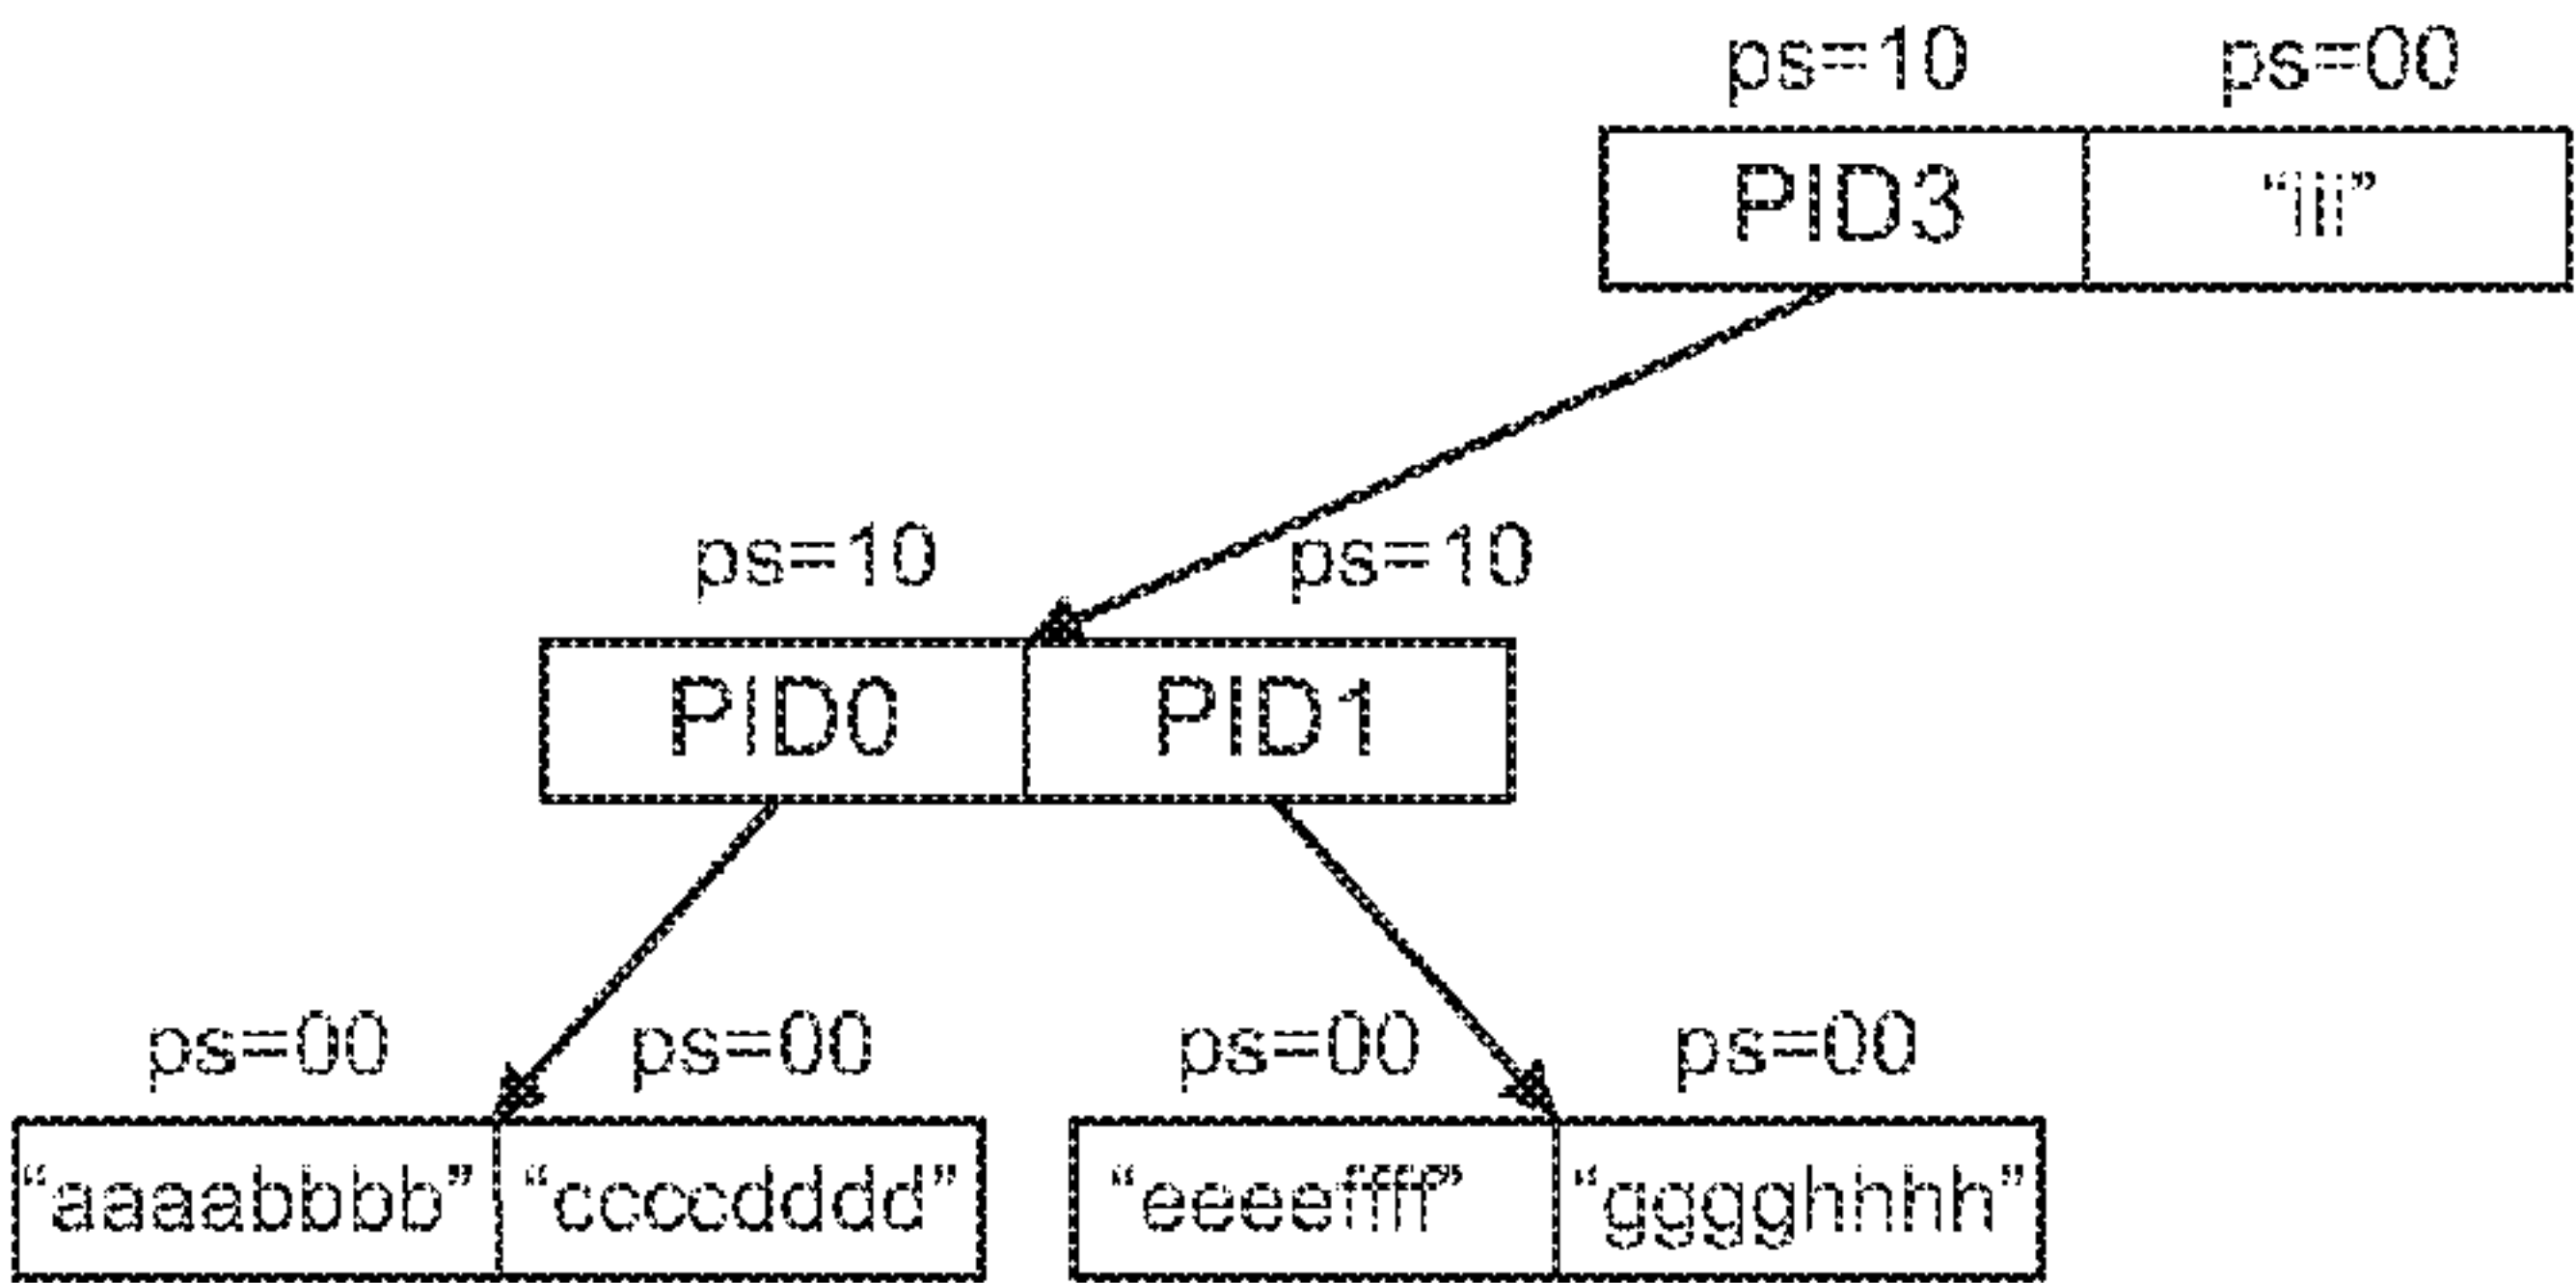 ps=10 ps=00
PID3 "iiii"
ps=10 ps=10
PID0 PID1
ps=00 ps=00 ps=00 ps=00
“aaaabbbb” “ccccdddd” “eeeeffff” “gggghhhh”